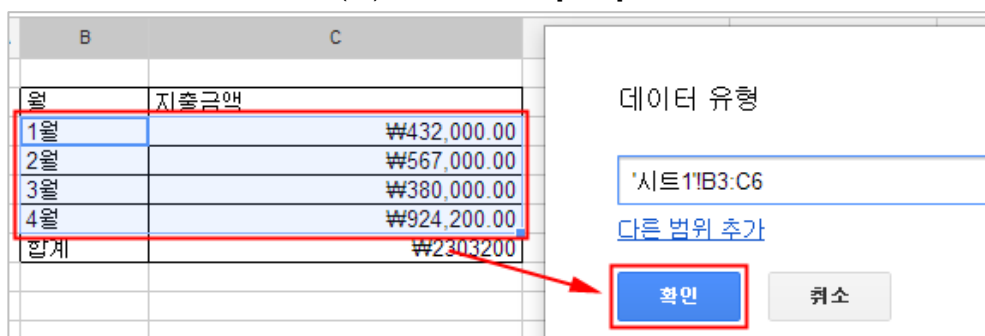 B C
월 지출금액
1월 ₩432,000.00
2월 ₩567,000.00
3월 ₩380,000.00
4월 ₩924,200.00
합계 ₩2303200
데이터 유형
'시트1'!B3:C6
다른 범위 추가
확인 취소